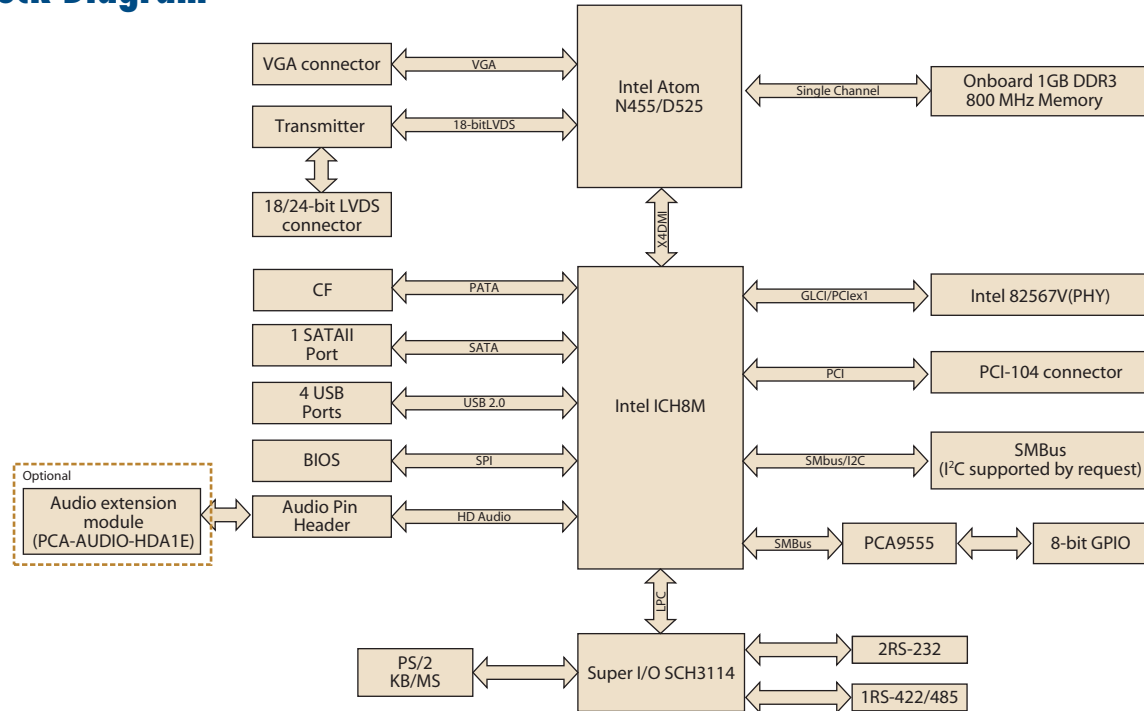 VGA connector
VGA
Intel Atom
N455/D525
Single Channel
Onboard 1GB DDR3
800 MHz Memory
Transmitter
18-bitLVDS
18/24-bit LVDS
connector
X4DMI
CF
PATA
GLCI/PCIex1
Intel 82567V(PHY)
1 SATAII
Port
SATA
PCI
PCI-104 connector
4 USB
Ports
USB 2.0
Intel ICH8M
BIOS
SPI
SMbus/I2C
SMBus
(I²C supported by request)
Optional
Audio extension
module
(PCA-AUDIO-HDA1E)
Audio Pin
Header
HD Audio
SMBus
PCA9555
8-bit GPIO
LPC
PS/2
KB/MS
Super I/O SCH3114
2RS-232
1RS-422/485